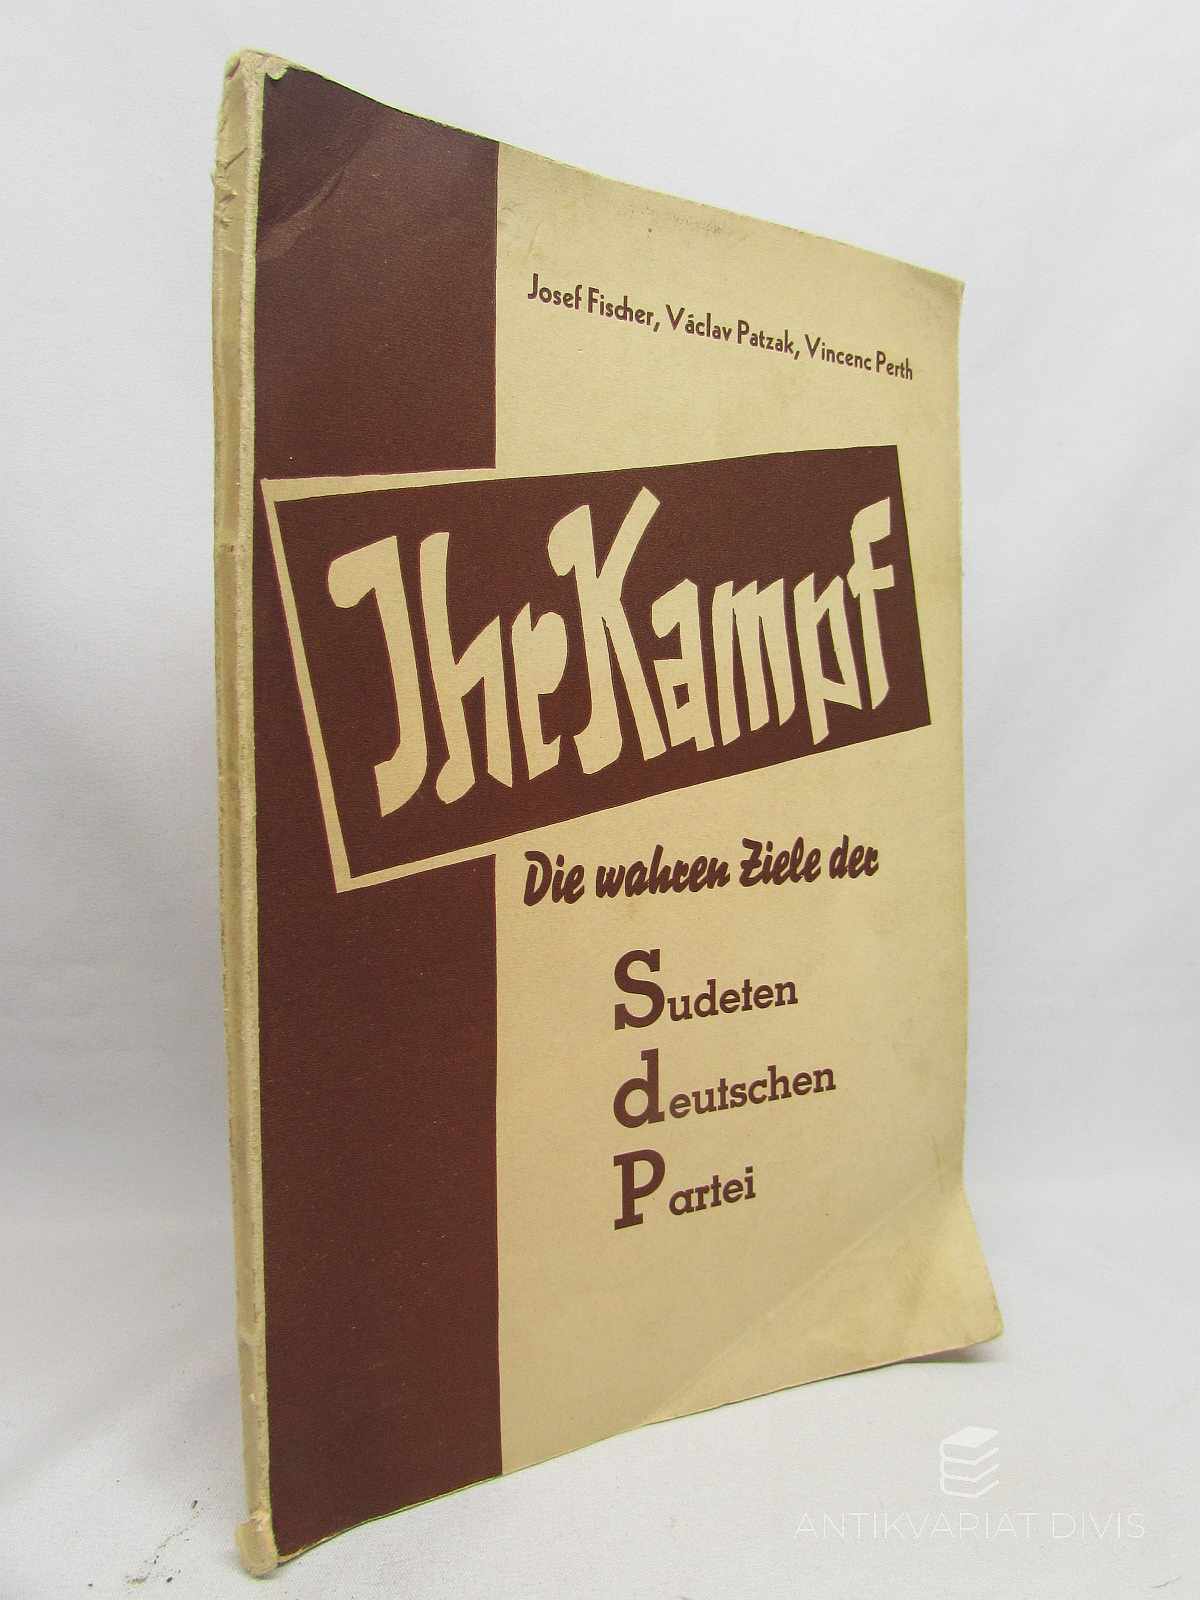 Josef Fischer, Václav Patzak, Vincenc Perth
Ihr Kampf
Die wahren Ziele der
Sudeten
deutschen
Partei
ANTIKVARIAT DIVIS